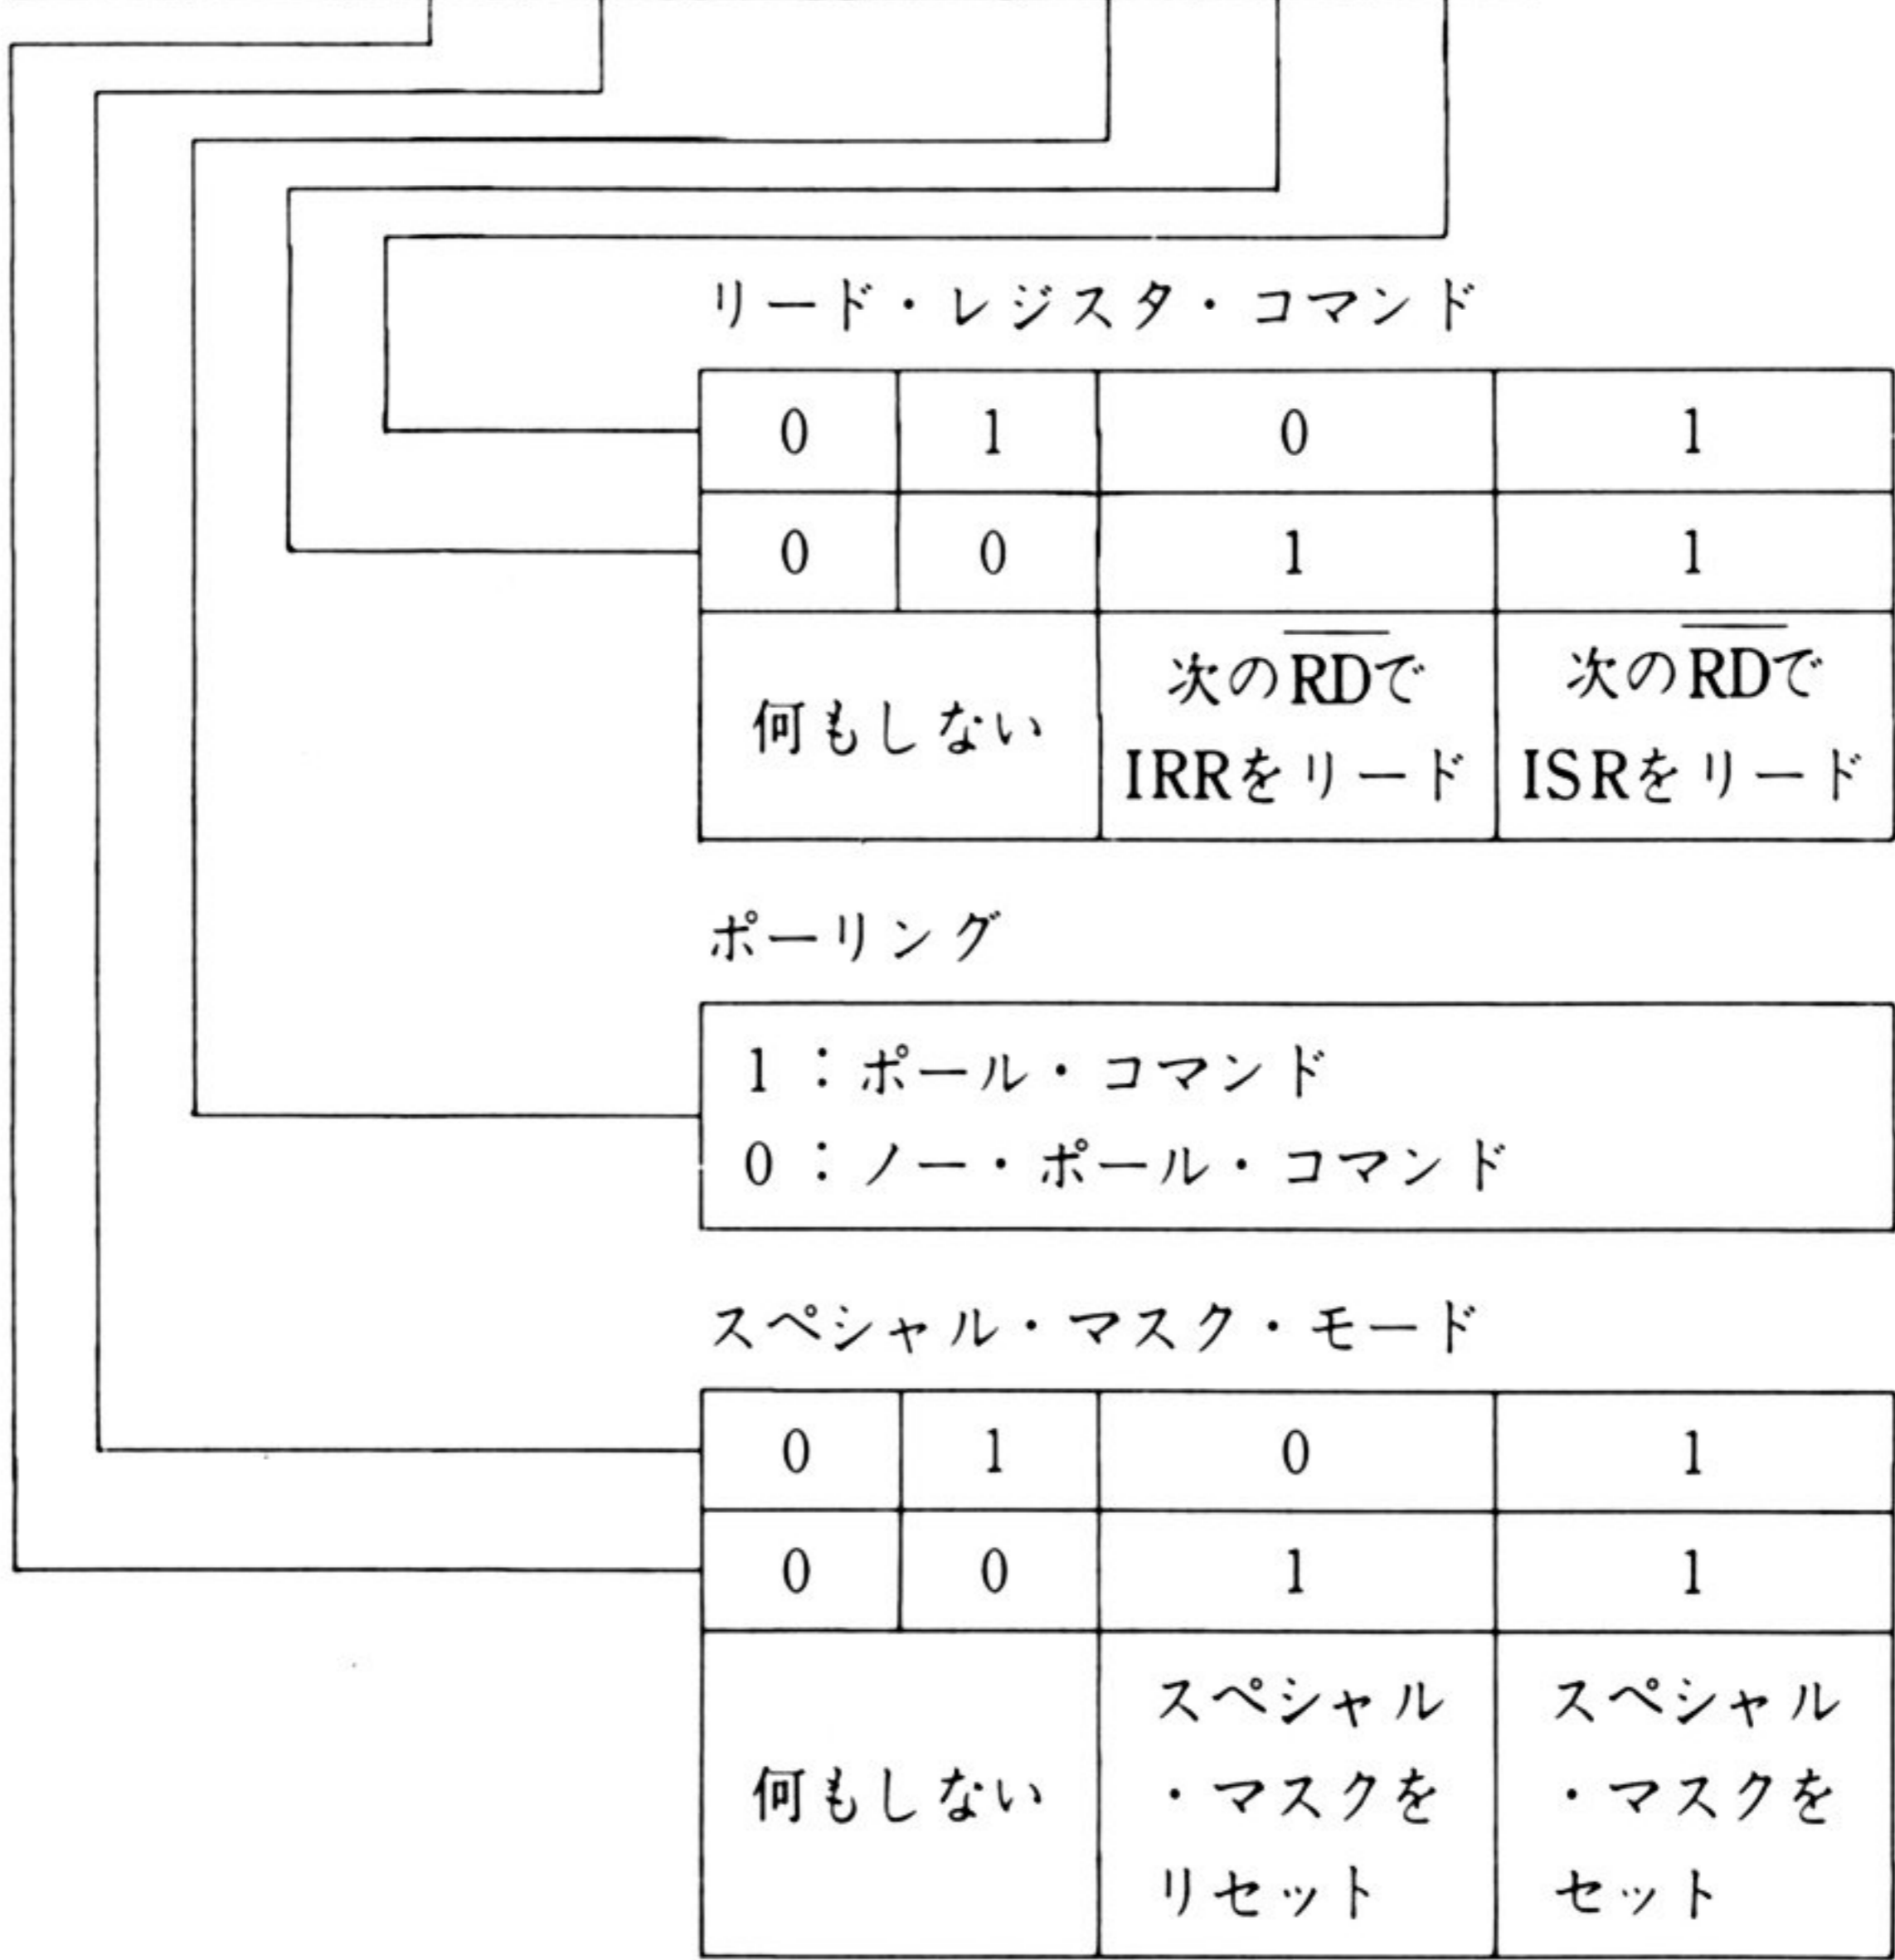 リード・レジスタ・コマンド
0 1 0 1
0 0 1 1
何もしない 次のRDで 次のRDで
IRRをリード ISRをリード
ポーリング
1：ポール・コマンド
0：ノー・ポール・コマンド
スペシャル・マスク・モード
0 1 0 1
0 0 1 1
何もしない スペシャル スペシャル
・マスクを ・マスクを
リセット セット